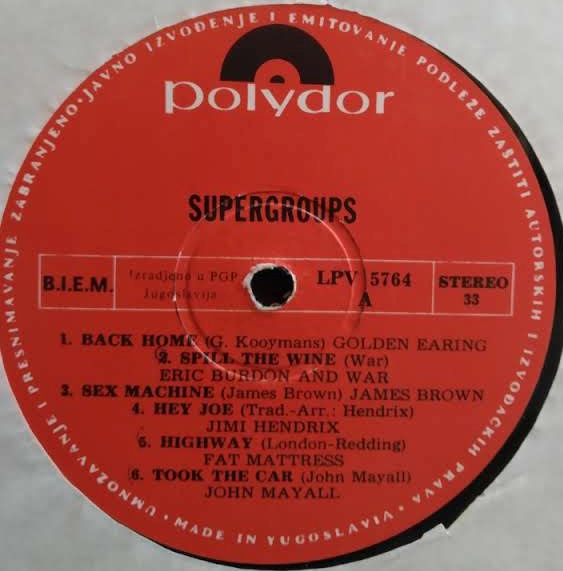 JAVNO IZVOĐENJE I EMITOVANJE PODLEŽE ZAŠTITI AUTORSKIH I IZVOĐAČKIH PRAVA • MADE IN YUGOSLAVIA • UMNOŽAVANJE I PRESNIMAVANJE ZABRANJENO •
polydor
SUPERGROUPS
B.I.E.M.
Izradjeno u PGP
Jugoslavija
LPV 5764
A
STEREO
33
1. BACK HOME (G. Kooymans) GOLDEN EARING
2. SPILL THE WINE (War)
ERIC BURDON AND WAR
3. SEX MACHINE (James Brown) JAMES BROWN
4. HEY JOE (Trad.-Arr.: Hendrix)
JIMI HENDRIX
5. HIGHWAY (London-Redding)
FAT MATTRESS
6. TOOK THE CAR (John Mayall)
JOHN MAYALL